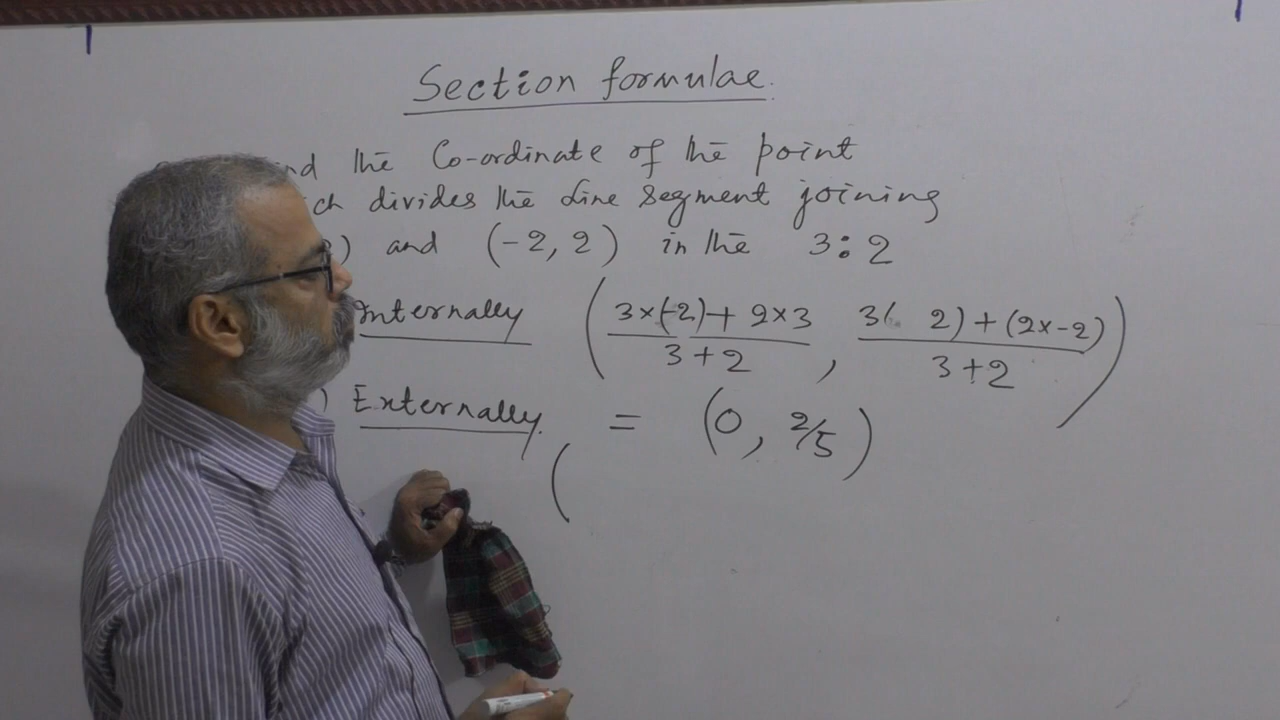 Section formulae.
the Co-ordinate of the point
divides the Line segment joining
) and (-2, 2) in the 3:2
Internally ( 3×(-2)+2×3 / 3+2 , 3( 2)+(2×-2) / 3+2 )
) Externally. = (0, 2/5)
(